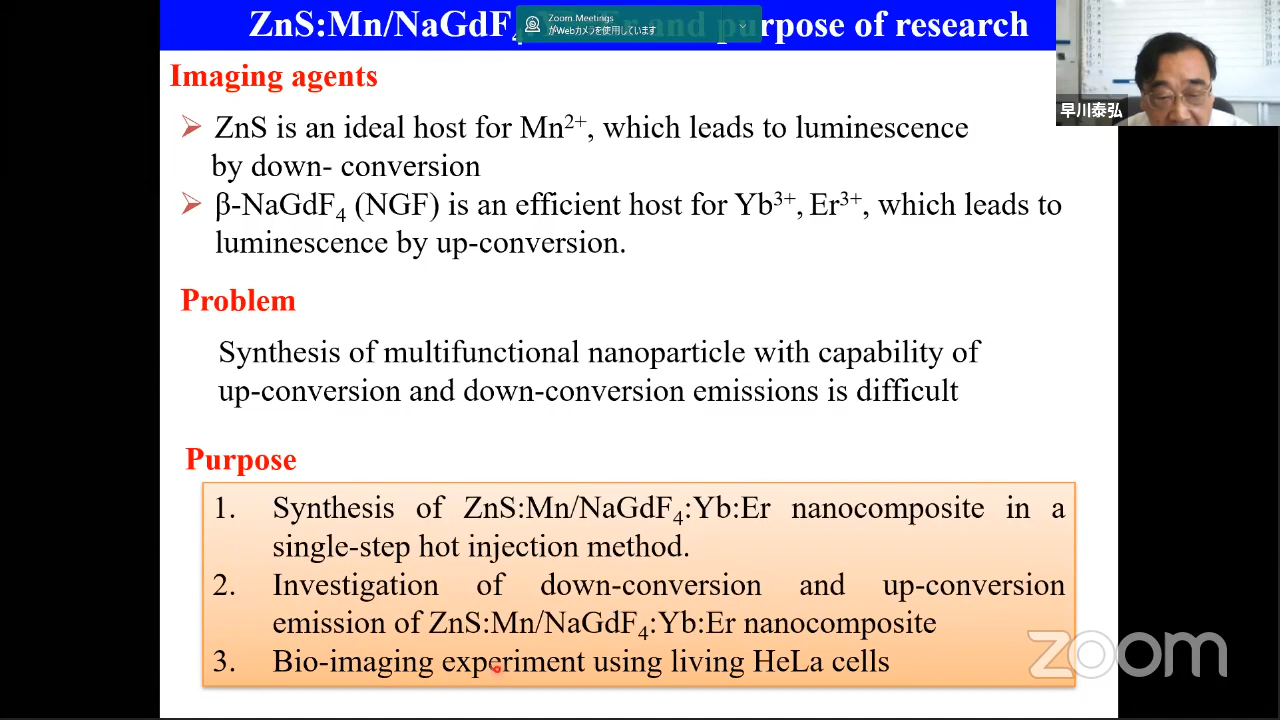 ZnS:Mn/NaGdF₄ and purpose of research
Zoom Meetings
がWebカメラを使用しています
早川泰弘
Imaging agents
➢ ZnS is an ideal host for Mn²⁺, which leads to luminescence
by down- conversion
➢ β-NaGdF₄ (NGF) is an efficient host for Yb³⁺, Er³⁺, which leads to
luminescence by up-conversion.
Problem
Synthesis of multifunctional nanoparticle with capability of
up-conversion and down-conversion emissions is difficult
Purpose
1. Synthesis of ZnS:Mn/NaGdF₄:Yb:Er nanocomposite in a
single-step hot injection method.
2. Investigation of down-conversion and up-conversion
emission of ZnS:Mn/NaGdF₄:Yb:Er nanocomposite
3. Bio-imaging experiment using living HeLa cells
zoom